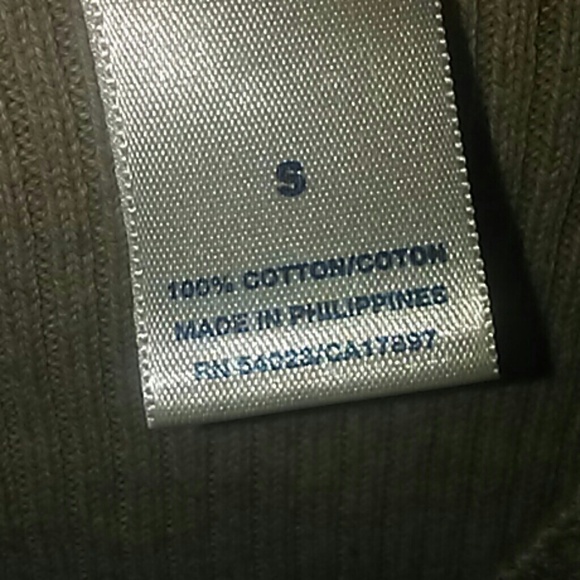 S
100% COTTON/COTON
MADE IN PHILIPPINES
RN 54023/CA17897